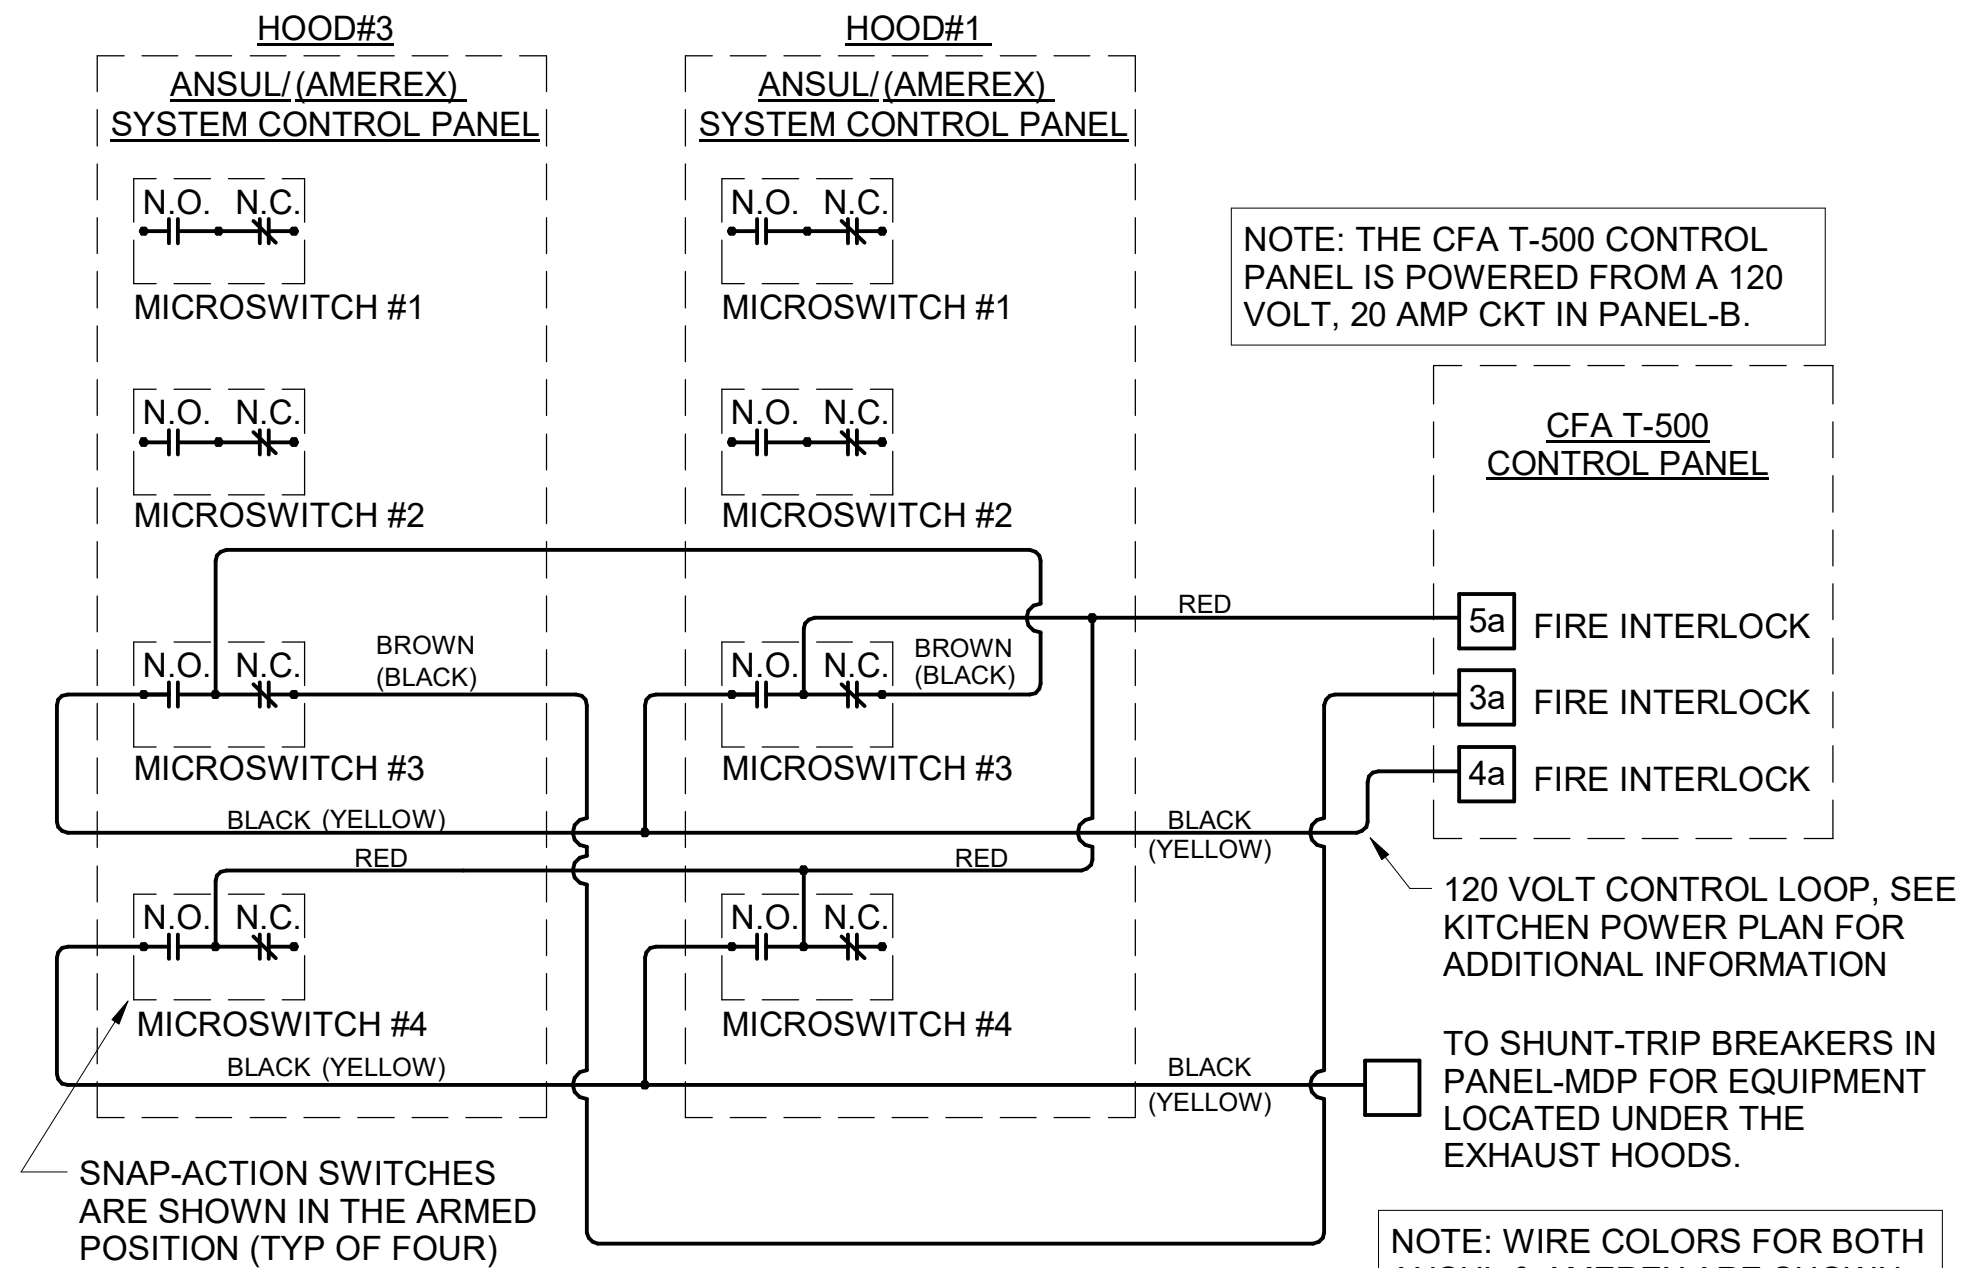 HOOD#3
ANSUL/(AMEREX)
SYSTEM CONTROL PANEL
N.O. N.C.
MICROSWITCH #1
N.O. N.C.
MICROSWITCH #2
BROWN
(BLACK)
N.O. N.C.
MICROSWITCH #3
BLACK (YELLOW)
RED
N.O. N.C.
MICROSWITCH #4
BLACK (YELLOW)
SNAP-ACTION SWITCHES
ARE SHOWN IN THE ARMED
POSITION (TYP OF FOUR)
HOOD#1
ANSUL/(AMEREX)
SYSTEM CONTROL PANEL
N.O. N.C.
MICROSWITCH #1
N.O. N.C.
MICROSWITCH #2
BROWN
(BLACK)
N.O. N.C.
MICROSWITCH #3
RED
N.O. N.C.
MICROSWITCH #4
RED
BLACK
(YELLOW)
BLACK
(YELLOW)
NOTE: THE CFA T-500 CONTROL
PANEL IS POWERED FROM A 120
VOLT, 20 AMP CKT IN PANEL-B.
CFA T-500
CONTROL PANEL
5a FIRE INTERLOCK
3a FIRE INTERLOCK
4a FIRE INTERLOCK
120 VOLT CONTROL LOOP, SEE
KITCHEN POWER PLAN FOR
ADDITIONAL INFORMATION
TO SHUNT-TRIP BREAKERS IN
PANEL-MDP FOR EQUIPMENT
LOCATED UNDER THE
EXHAUST HOODS.
NOTE: WIRE COLORS FOR BOTH
ANSUL & AMEREX ARE SHOWN